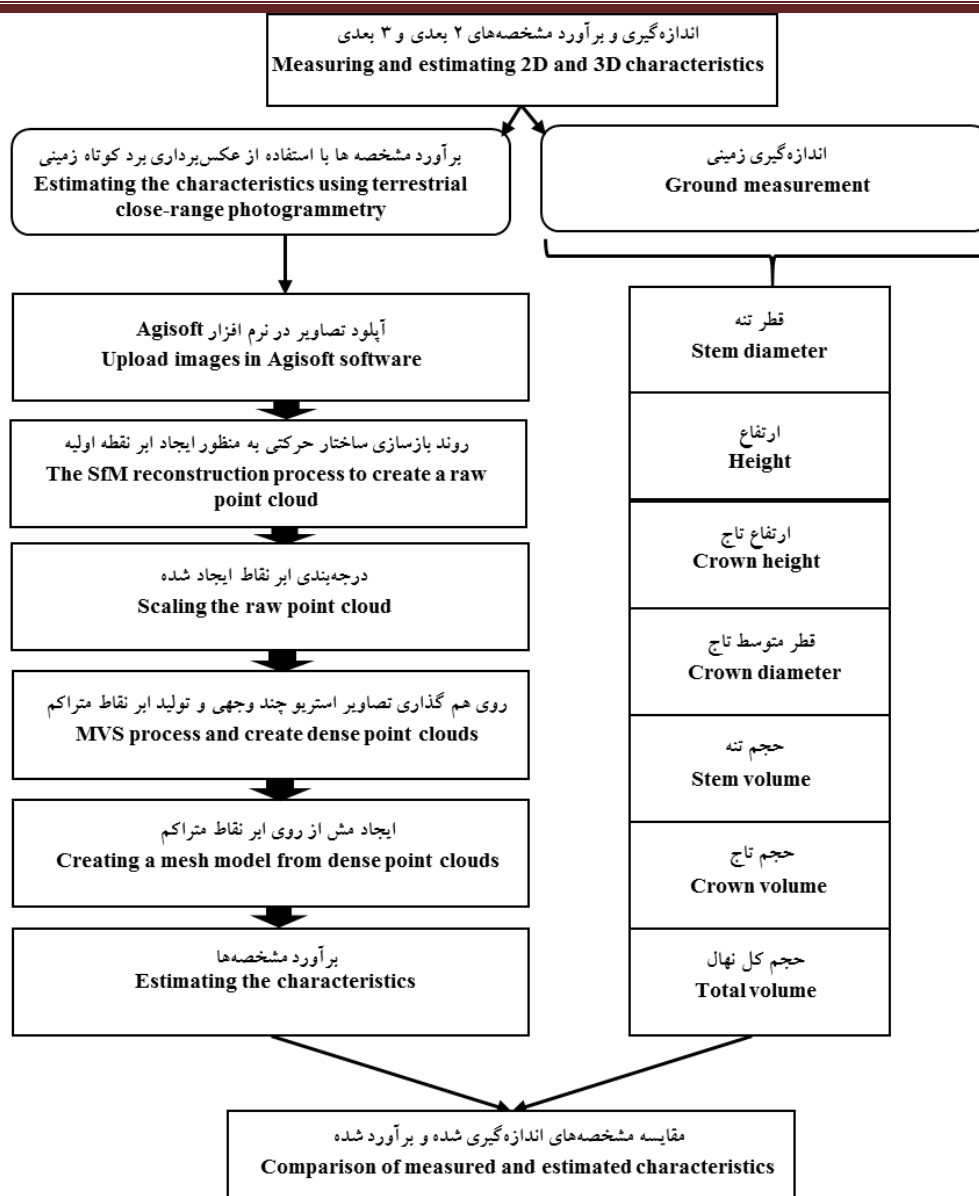 اندازه‌گیری و برآورد مشخصه‌های ۲ بعدی و ۳ بعدی
Measuring and estimating 2D and 3D characteristics
برآورد مشخصه ها با استفاده از عکس‌برداری برد کوتاه زمینی
Estimating the characteristics using terrestrial
close-range photogrammetry
اندازه‌گیری زمینی
Ground measurement
آپلود تصاویر در نرم افزار Agisoft
Upload images in Agisoft software
روند بازسازی ساختار حرکتی به منظور ایجاد ابر نقطه اولیه
The SfM reconstruction process to create a raw
point cloud
درجه‌بندی ابر نقاط ایجاد شده
Scaling the raw point cloud
روی هم گذاری تصاویر استریو چند وجهی و تولید ابر نقاط متراکم
MVS process and create dense point clouds
ایجاد مش از روی ابر نقاط متراکم
Creating a mesh model from dense point clouds
برآورد مشخصه‌ها
Estimating the characteristics
قطر تنه
Stem diameter
ارتفاع
Height
ارتفاع تاج
Crown height
قطر متوسط تاج
Crown diameter
حجم تنه
Stem volume
حجم تاج
Crown volume
حجم کل نهال
Total volume
مقایسه مشخصه‌های اندازه‌گیری شده و برآورد شده
Comparison of measured and estimated characteristics